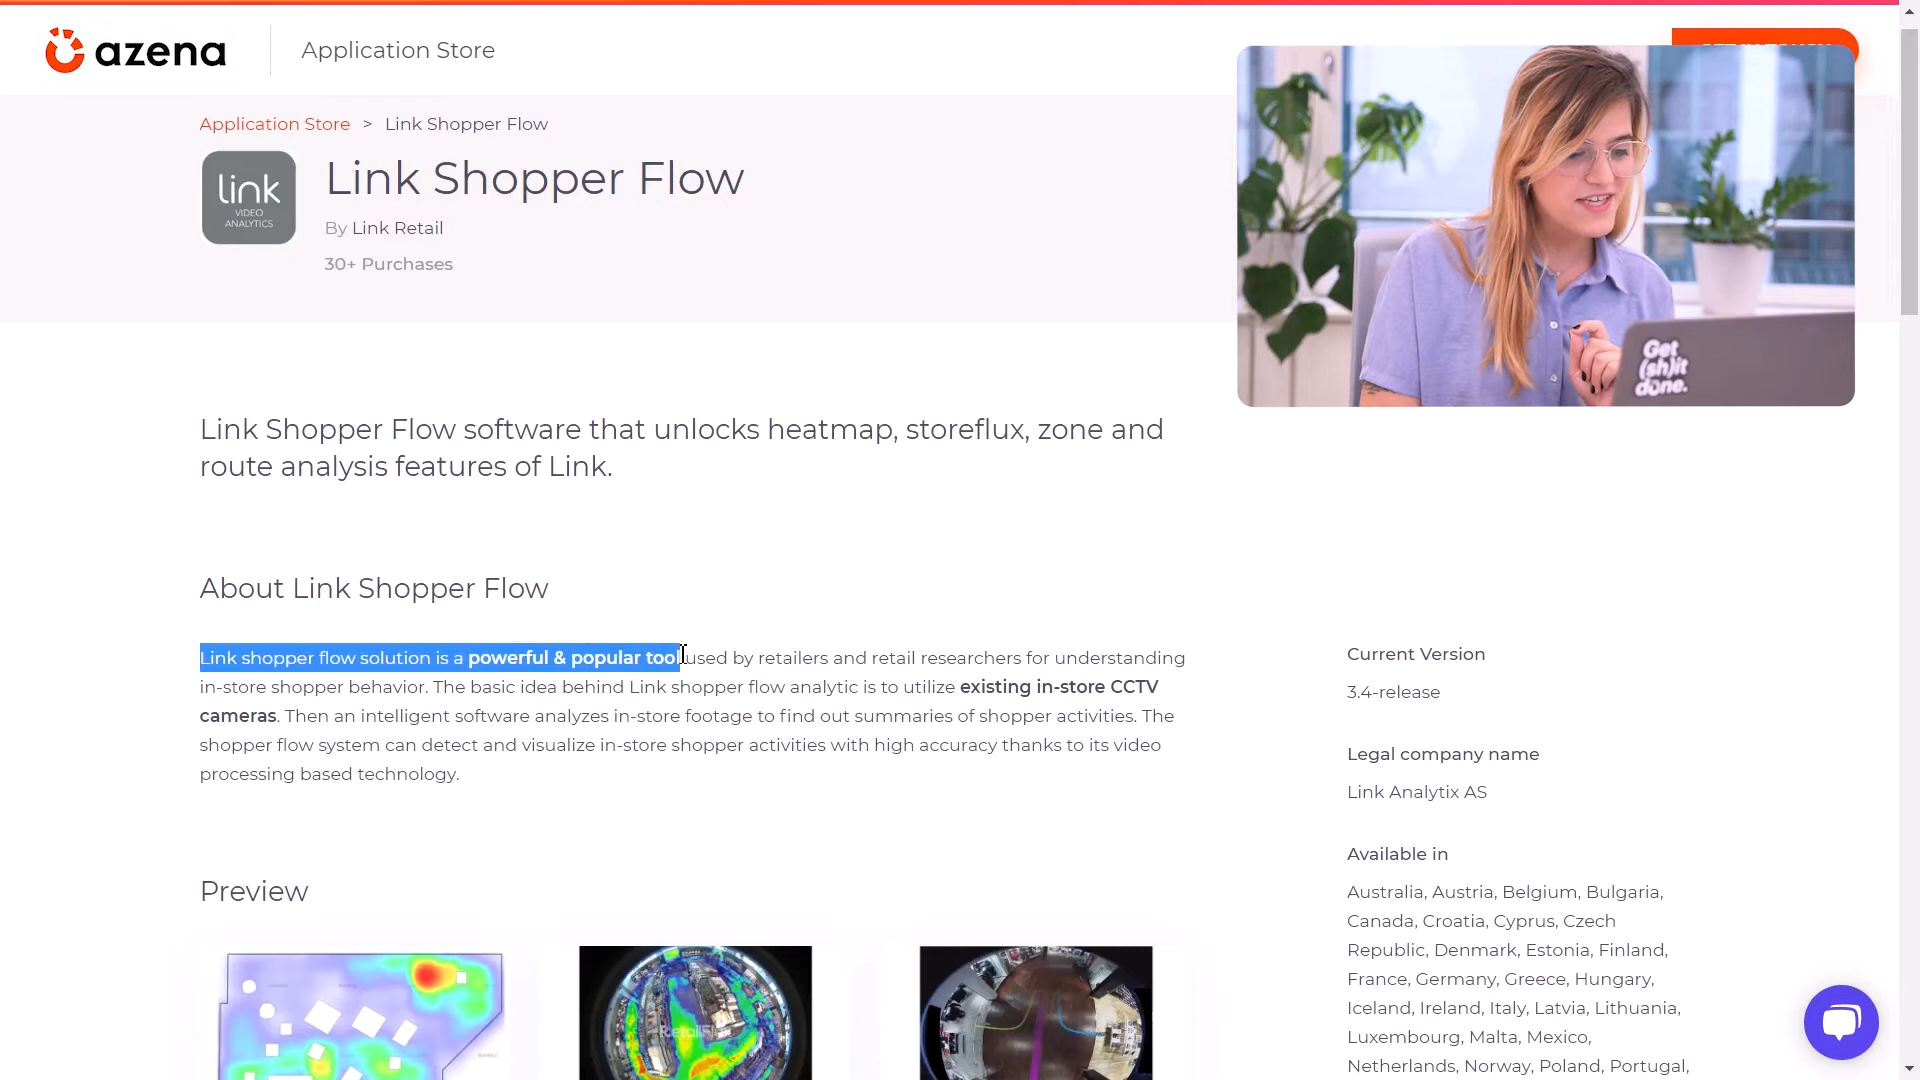 azena
Application Store
Application Store > Link Shopper Flow
link
VIDEO
ANALYTICS
Link Shopper Flow
By Link Retail
30+ Purchases
Get
(sh)it
done.
Link Shopper Flow software that unlocks heatmap, storeflux, zone and
route analysis features of Link.
About Link Shopper Flow
Link shopper flow solution is a powerful & popular tool used by retailers and retail researchers for understanding
in-store shopper behavior. The basic idea behind Link shopper flow analytic is to utilize existing in-store CCTV
cameras. Then an intelligent software analyzes in-store footage to find out summaries of shopper activities. The
shopper flow system can detect and visualize in-store shopper activities with high accuracy thanks to its video
processing based technology.
Preview
Current Version
3.4-release
Legal company name
Link Analytix AS
Available in
Australia, Austria, Belgium, Bulgaria,
Canada, Croatia, Cyprus, Czech
Republic, Denmark, Estonia, Finland,
France, Germany, Greece, Hungary,
Iceland, Ireland, Italy, Latvia, Lithuania,
Luxembourg, Malta, Mexico,
Netherlands, Norway, Poland, Portugal,